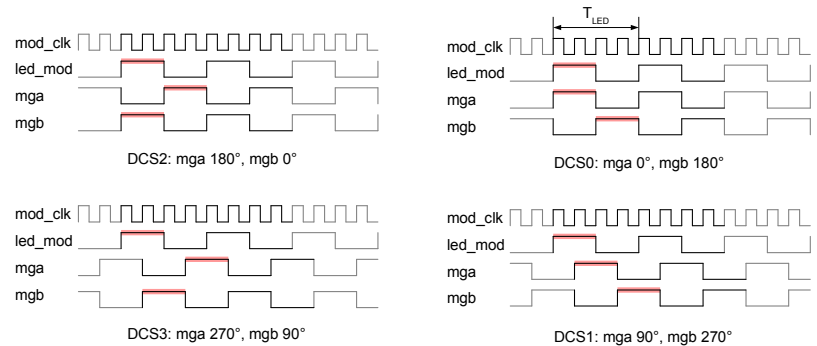 mod_clk
led_mod
mga
mgb
DCS2: mga 180°, mgb 0°
T_LED
mod_clk
led_mod
mga
mgb
DCS0: mga 0°, mgb 180°
mod_clk
led_mod
mga
mgb
DCS3: mga 270°, mgb 90°
mod_clk
led_mod
mga
mgb
DCS1: mga 90°, mgb 270°